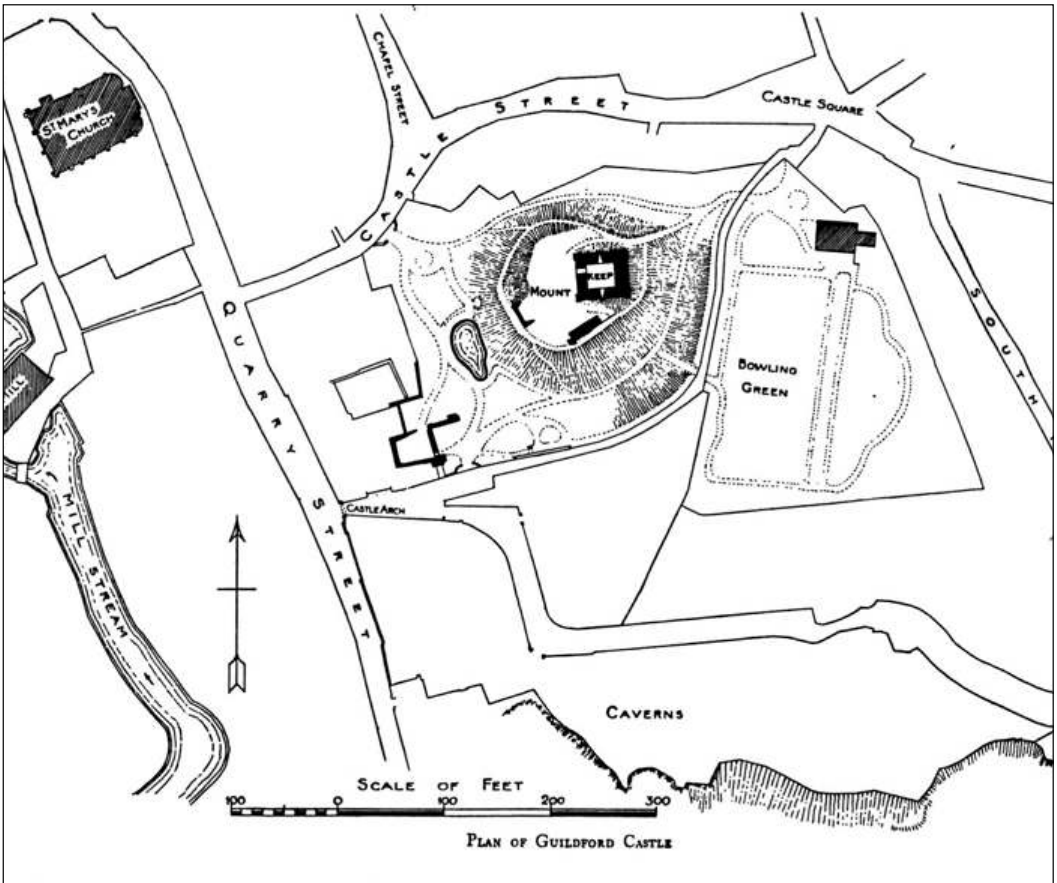 CHAPEL STREET
ST MARY'S
CHURCH
CASTLE STREET
CASTLE SQUARE
MOUNT
KEEP
QUARRY STREET
BOWLING
GREEN
SOUTH
MILL
MILL STREAM
CASTLE ARCH
CAVERNS
SCALE OF FEET
100 0 100 200 300
PLAN OF GUILDFORD CASTLE